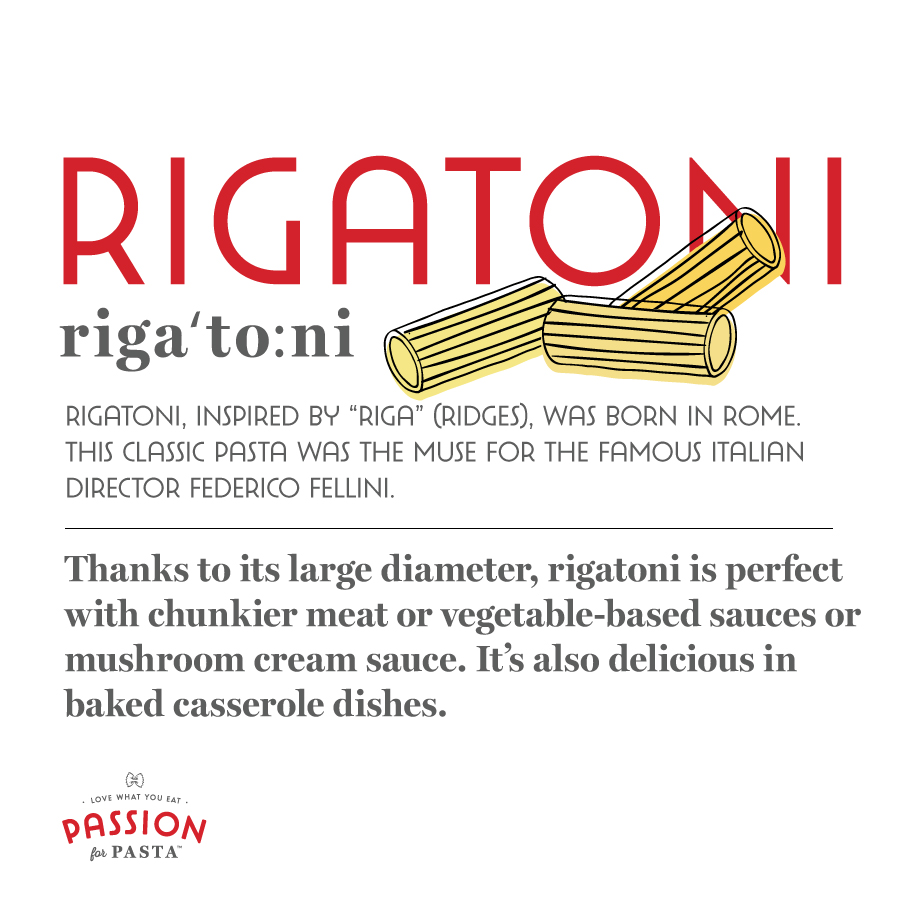 RIGATONI
riga‘to:ni
RIGATONI, INSPIRED BY “RIGA” (RIDGES), WAS BORN IN ROME.
THIS CLASSIC PASTA WAS THE MUSE FOR THE FAMOUS ITALIAN
DIRECTOR FEDERICO FELLINI.
Thanks to its large diameter, rigatoni is perfect
with chunkier meat or vegetable-based sauces or
mushroom cream sauce. It’s also delicious in
baked casserole dishes.
· LOVE WHAT YOU EAT ·
PASSION
for PASTA™